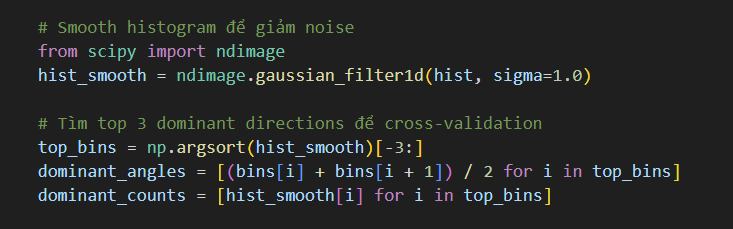 # Smooth histogram để giảm noise
from scipy import ndimage
hist_smooth = ndimage.gaussian_filter1d(hist, sigma=1.0)
# Tìm top 3 dominant directions để cross-validation
top_bins = np.argsort(hist_smooth)[-3:]
dominant_angles = [(bins[i] + bins[i + 1]) / 2 for i in top_bins]
dominant_counts = [hist_smooth[i] for i in top_bins]